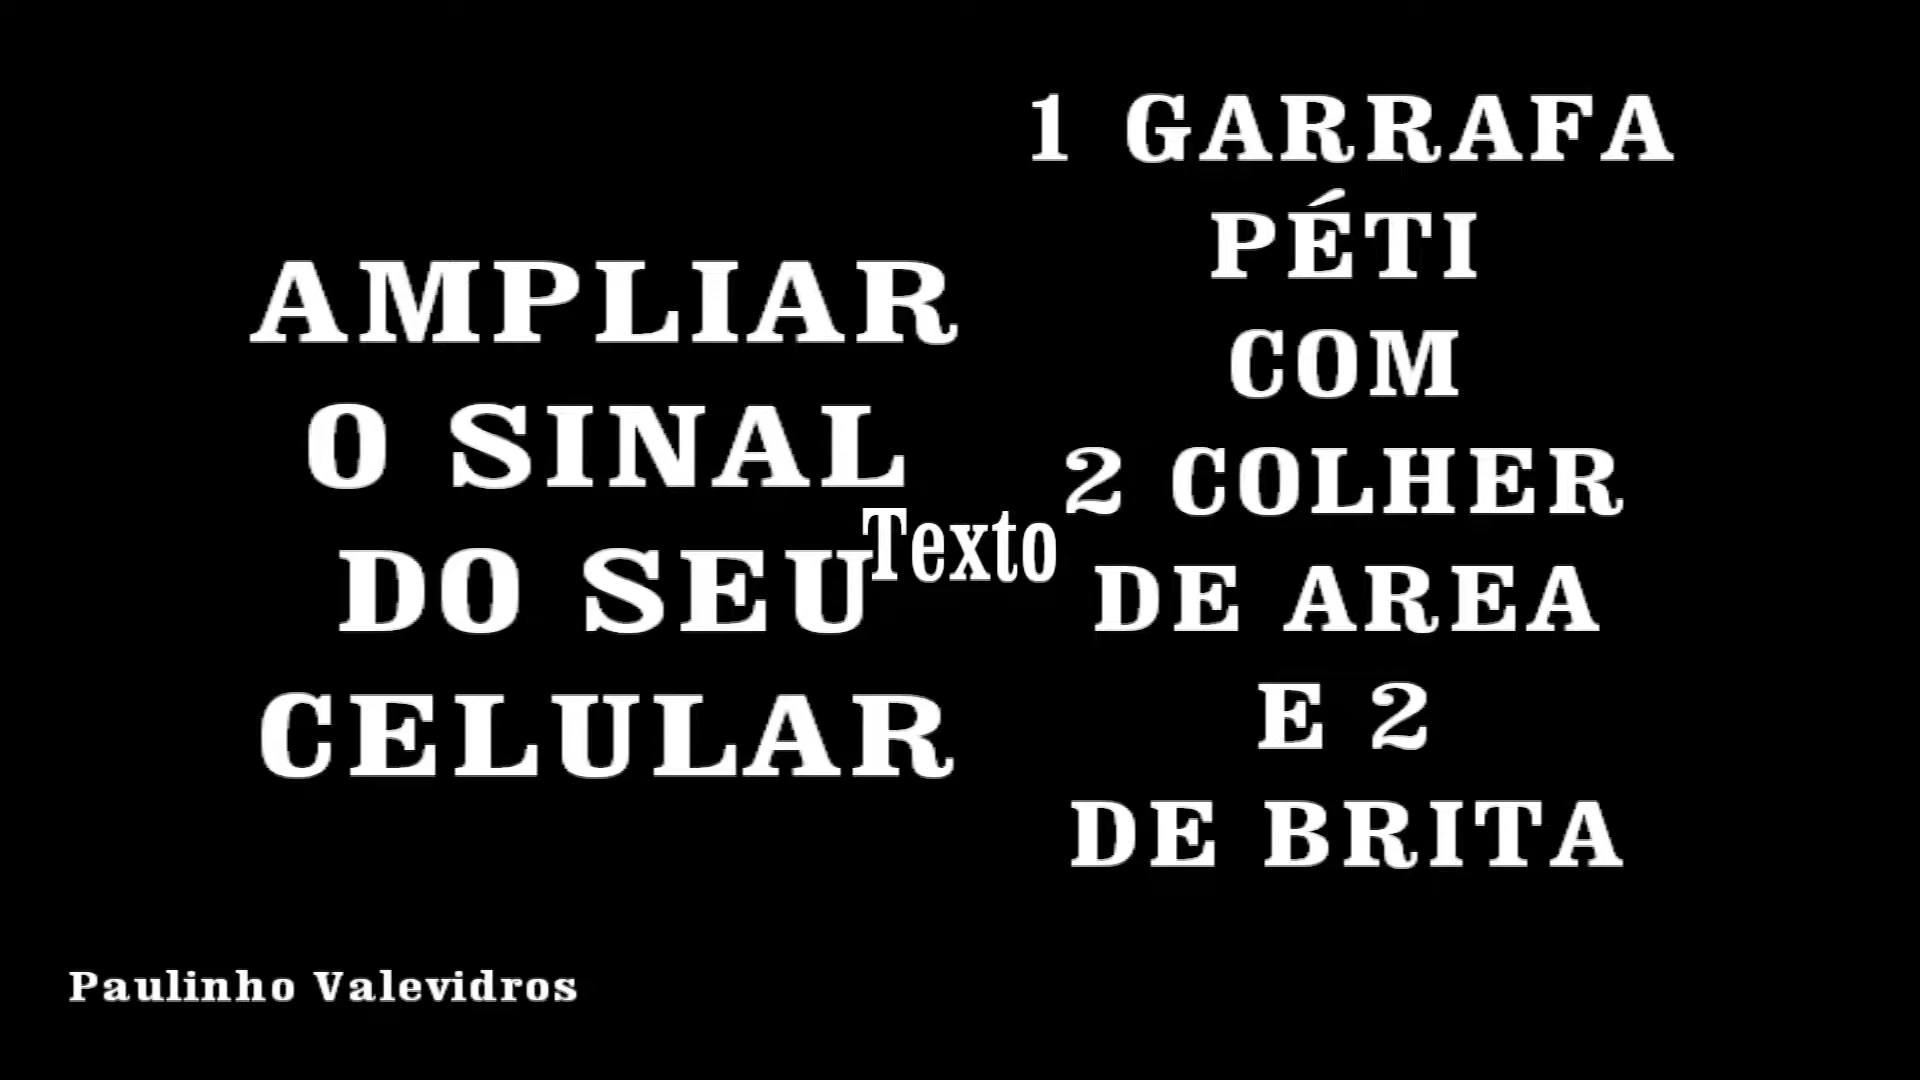 AMPLIAR
O SINAL
DO SEU
CELULAR
Texto
1 GARRAFA
PÉTI
COM
2 COLHER
DE AREA
E 2
DE BRITA
Paulinho Valevidros